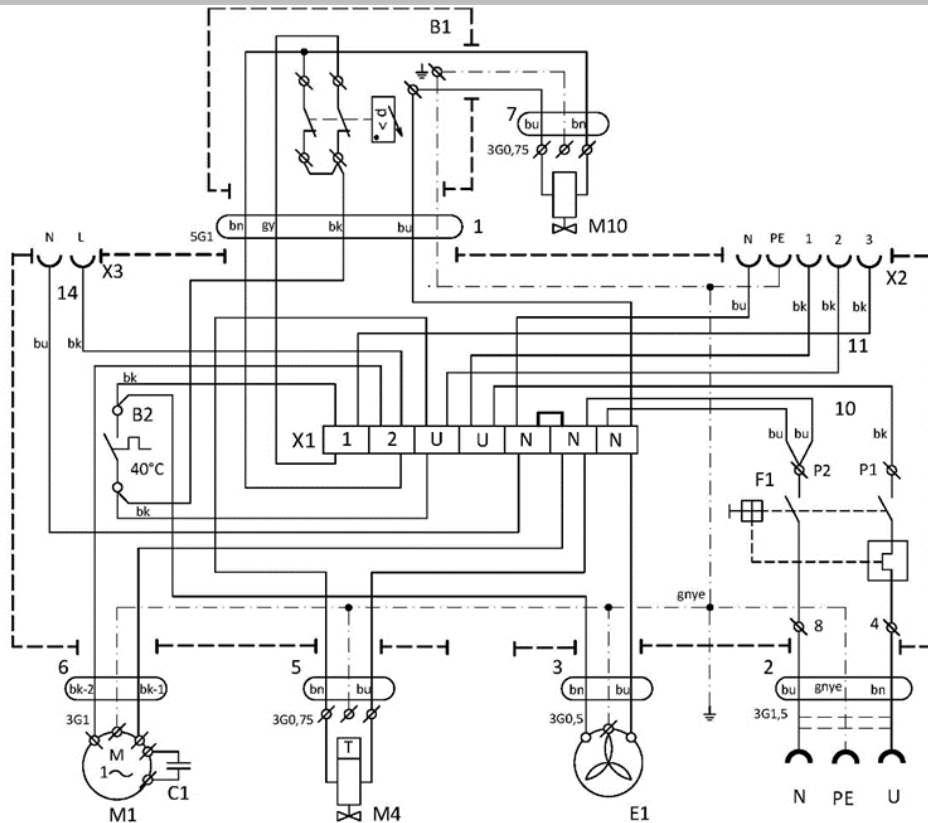 B1
< d
7
bu bn
3G0,75
M10
bn gy bk bu
5G1
1
N L
X3
14
N PE 1 2 3
X2
bu bk
bu bk bk bk
11
bk
B2
40°C
X1 1 2 U U N N N
10
bu bu bk
P2 P1
F1
bk
gnye
8 4
6 5 3 2
bk-2 bk-1
bn bu
bn bu
bu gnye bn
3G1
3G0,75
3G0,5
3G1,5
M
1
C1
M1
T
M4
E1
N PE U